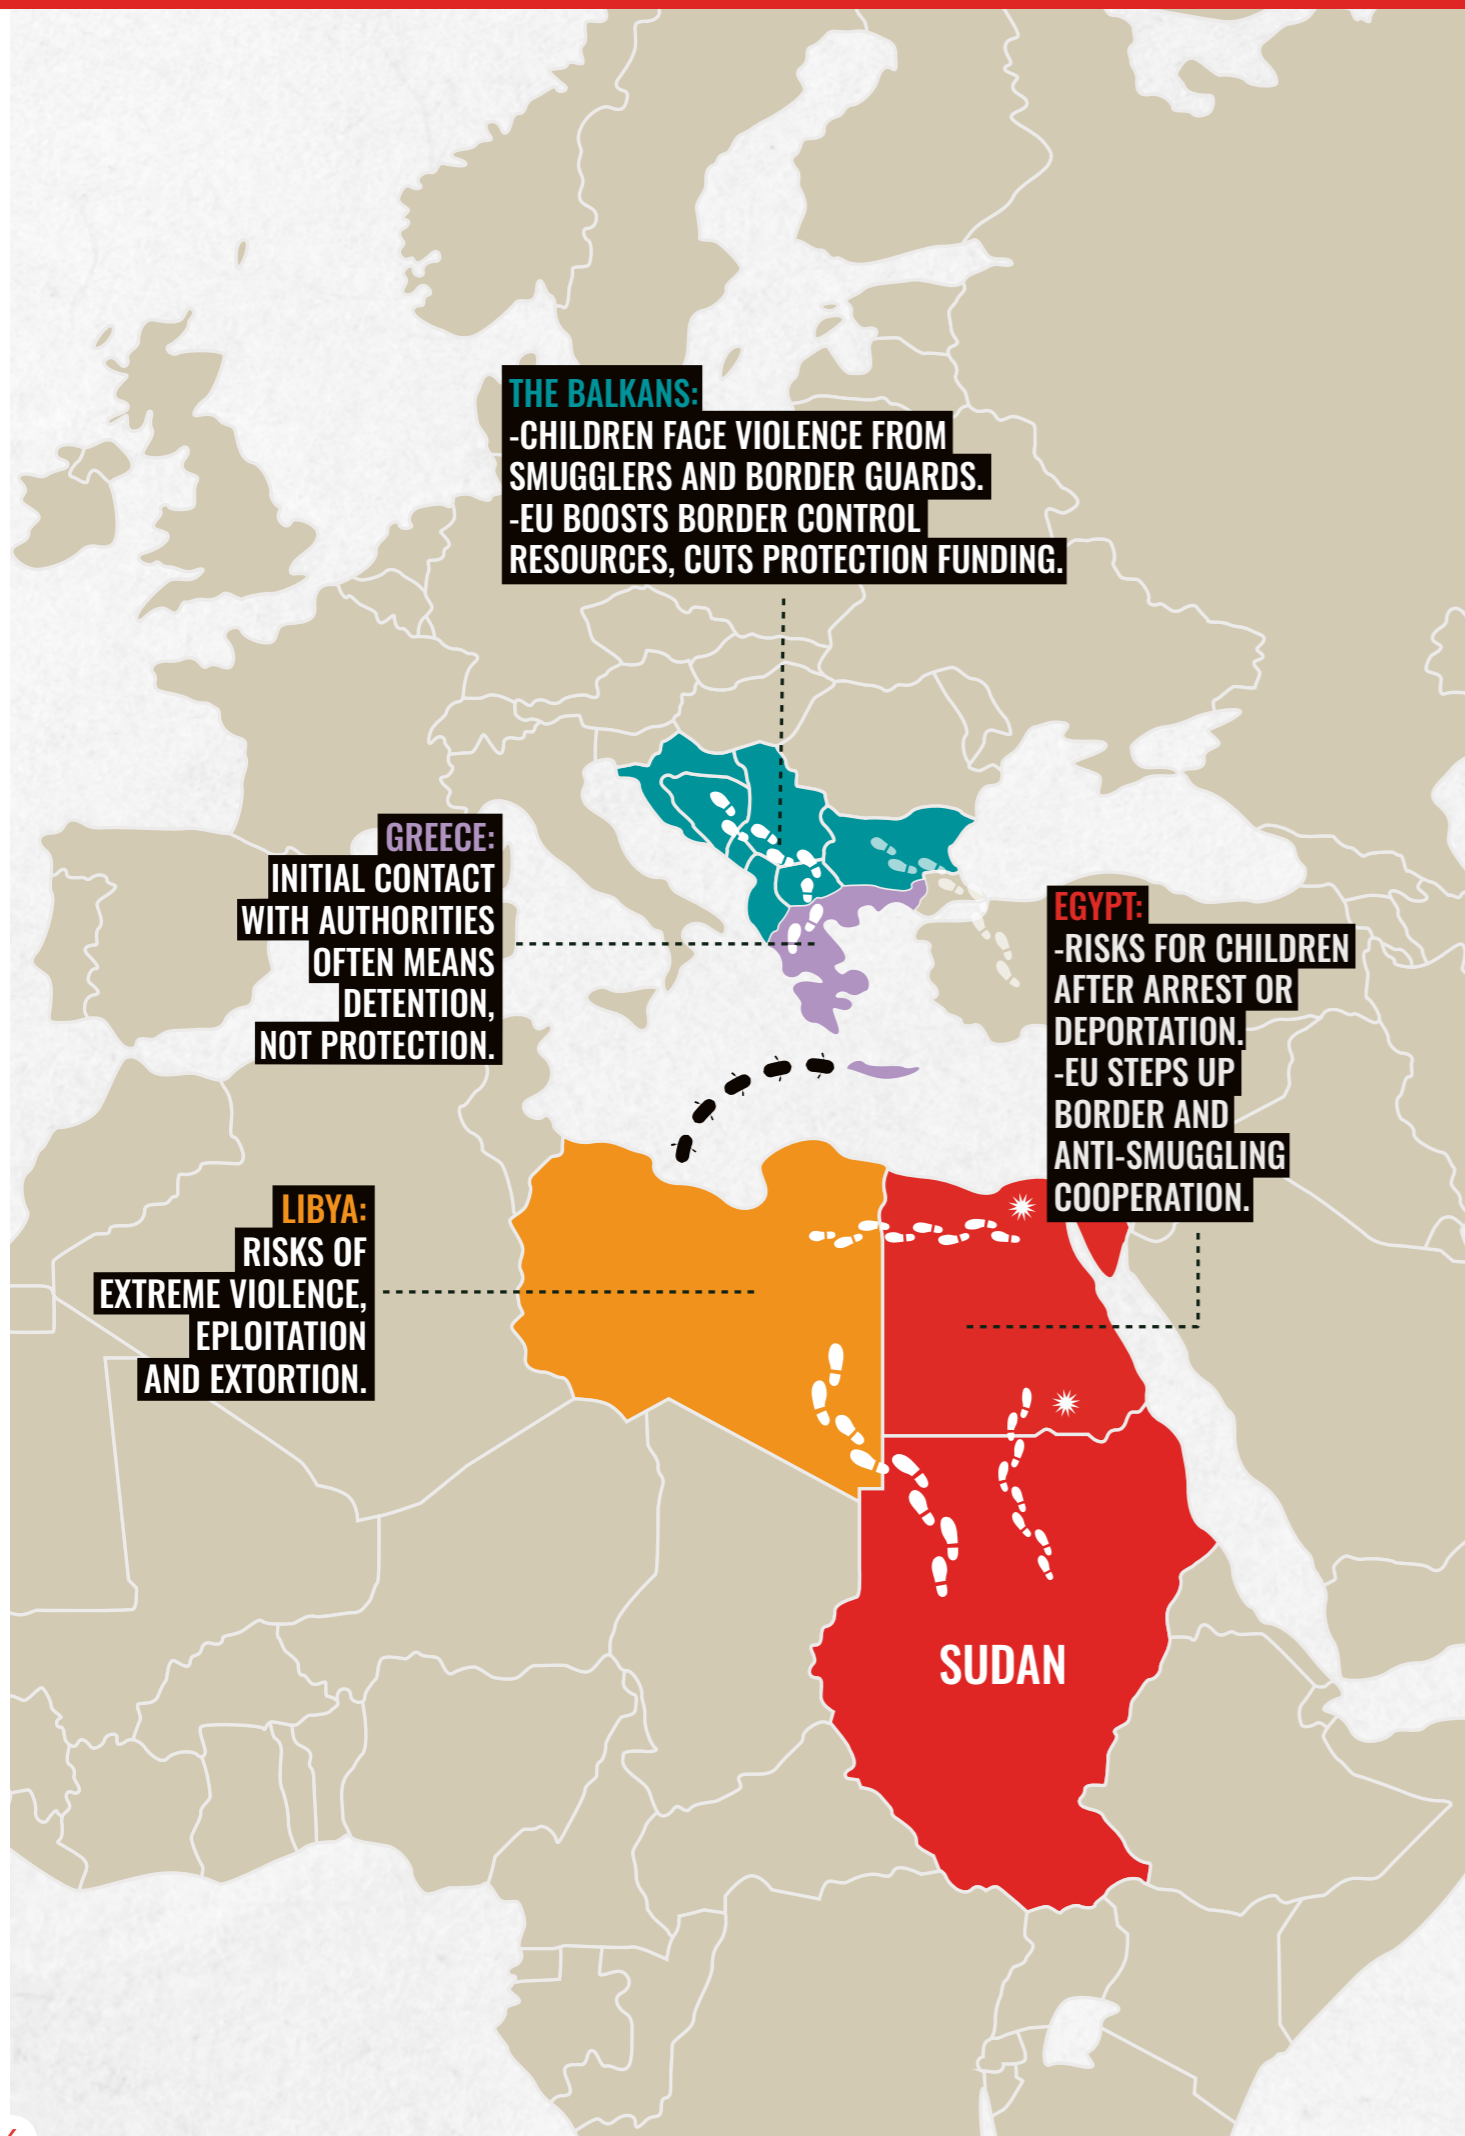 THE BALKANS:
-CHILDREN FACE VIOLENCE FROM
SMUGGLERS AND BORDER GUARDS.
-EU BOOSTS BORDER CONTROL
RESOURCES, CUTS PROTECTION FUNDING.
GREECE:
INITIAL CONTACT
WITH AUTHORITIES
OFTEN MEANS
DETENTION,
NOT PROTECTION.
EGYPT:
-RISKS FOR CHILDREN
AFTER ARREST OR
DEPORTATION.
-EU STEPS UP
BORDER AND
ANTI-SMUGGLING
COOPERATION.
LIBYA:
RISKS OF
EXTREME VIOLENCE,
EPLOITATION
AND EXTORTION.
SUDAN